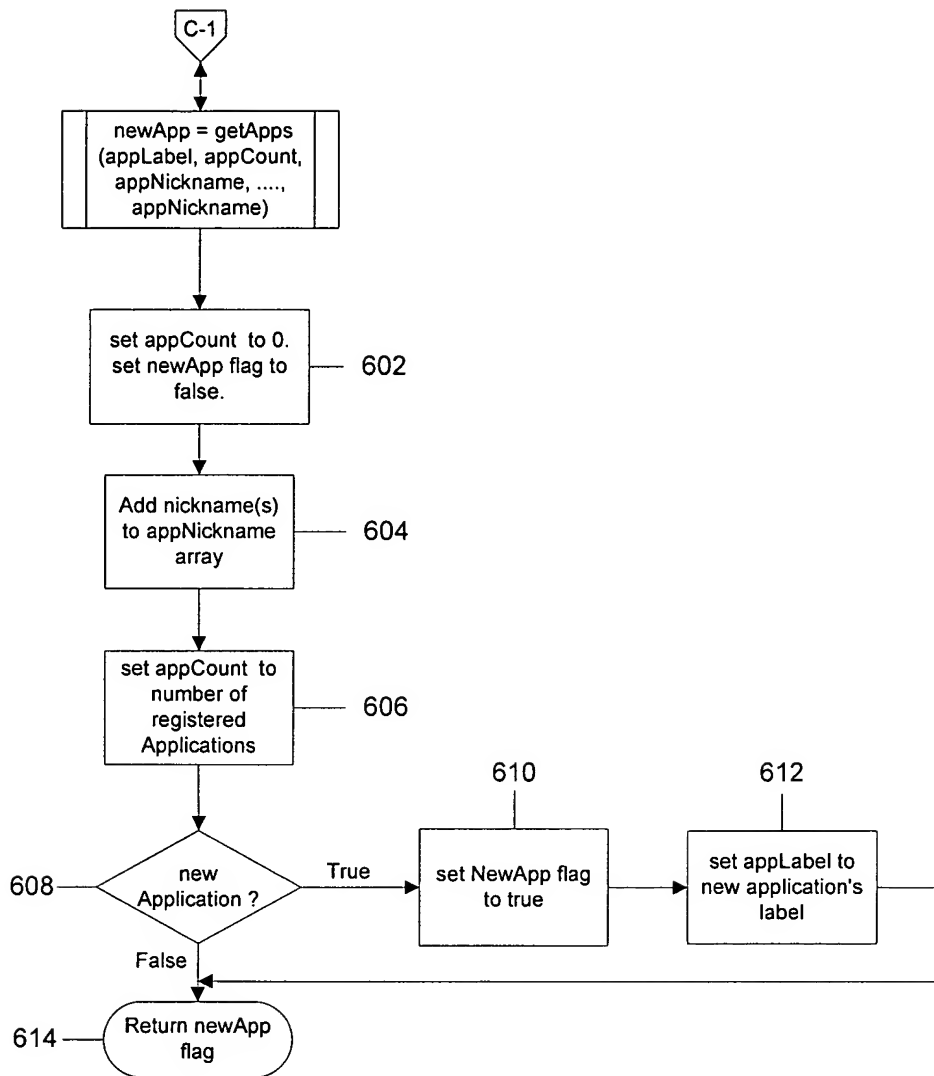 C-1
newApp = getApps
(appLabel, appCount,
appNickname, ....,
appNickname)
set appCount to 0.
set newApp flag to
false.
602
Add nickname(s)
to appNickname
array
604
set appCount to
number of
registered
Applications
606
610
612
608
new
Application ?
True
set NewApp flag
to true
set appLabel to
new application's
label
False
614
Return newApp
flag